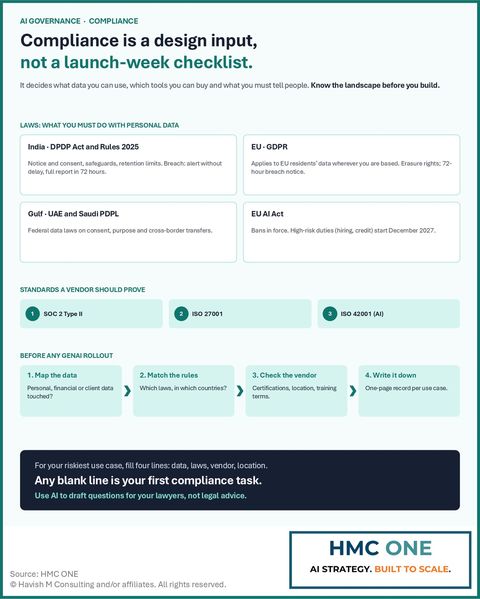 AI GOVERNANCE · COMPLIANCE
Compliance is a design input,
not a launch-week checklist.
It decides what data you can use, which tools you can buy and what you must tell people. Know the landscape before you build.
LAWS: WHAT YOU MUST DO WITH PERSONAL DATA
India · DPDP Act and Rules 2025
Notice and consent, safeguards, retention limits. Breach: alert without
delay, full report in 72 hours.
EU · GDPR
Applies to EU residents' data wherever you are based. Erasure rights; 72-
hour breach notice.
Gulf · UAE and Saudi PDPL
Federal data laws on consent, purpose and cross-border transfers.
EU AI Act
Bans in force. High-risk duties (hiring, credit) start December 2027.
STANDARDS A VENDOR SHOULD PROVE
1 SOC 2 Type II
2 ISO 27001
3 ISO 42001 (AI)
BEFORE ANY GENAI ROLLOUT
1. Map the data
Personal, financial or client data
touched?
2. Match the rules
Which laws, in which countries?
3. Check the vendor
Certifications, location, training
terms.
4. Write it down
One-page record per use case.
For your riskiest use case, fill four lines: data, laws, vendor, location.
Any blank line is your first compliance task.
Use AI to draft questions for your lawyers, not legal advice.
HMC ONE
AI STRATEGY. BUILT TO SCALE.
Source: HMC ONE
© Havish M Consulting and/or affiliates. All rights reserved.